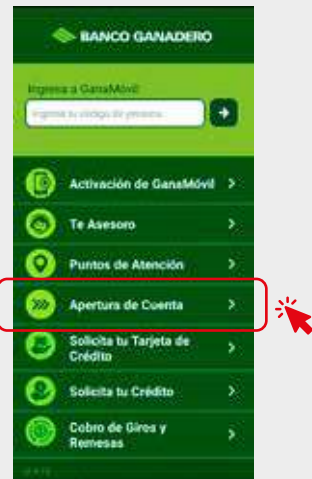 BANCO GANADERO
Ingresa a GanaMóvil
Ingresa tu código de persona
Activación de GanaMóvil
Te Asesoro
Puntos de Atención
Apertura de Cuenta
Solicita tu Tarjeta de
Crédito
Solicita tu Crédito
Cobro de Giros y
Remesas